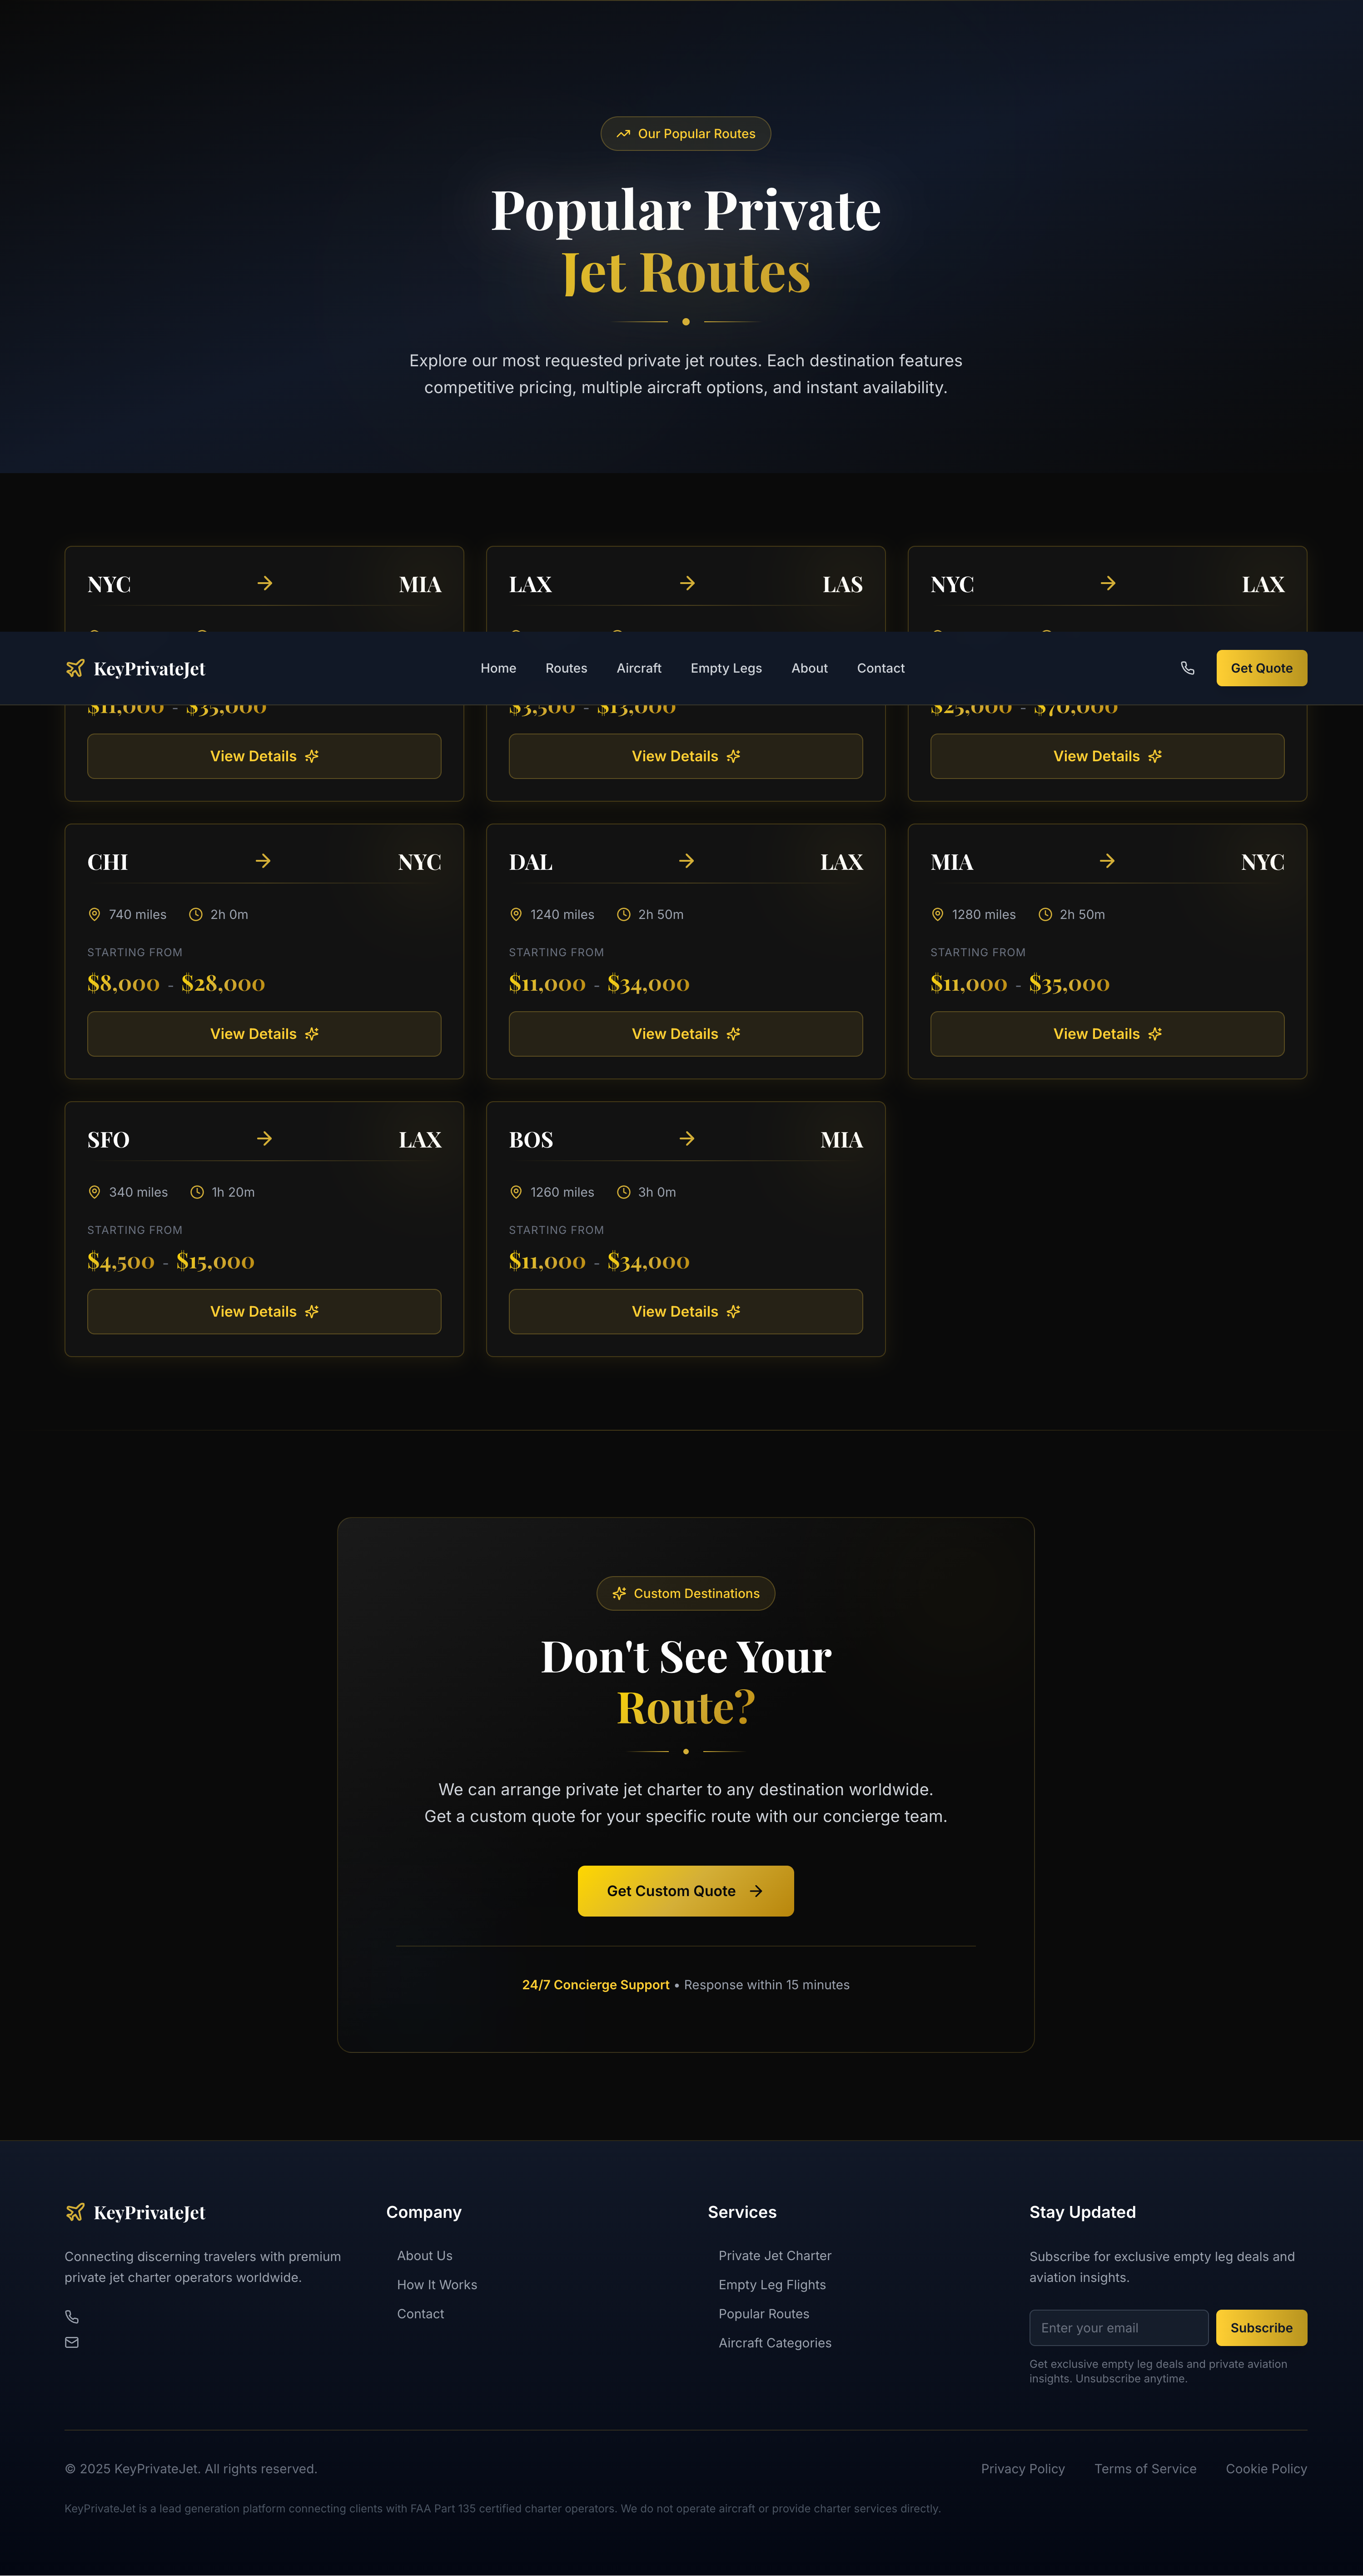 Our Popular Routes
Popular Private
Jet Routes
Explore our most requested private jet routes. Each destination features
competitive pricing, multiple aircraft options, and instant availability.
NYC MIA
LAX LAS
NYC LAX
KeyPrivateJet
Home Routes Aircraft Empty Legs About Contact
Get Quote
$11,000 - $35,000
$3,500 - $13,000
$25,000 - $70,000
View Details
View Details
View Details
CHI NYC
740 miles 2h 0m
STARTING FROM
$8,000 - $28,000
View Details
DAL LAX
1240 miles 2h 50m
STARTING FROM
$11,000 - $34,000
View Details
MIA NYC
1280 miles 2h 50m
STARTING FROM
$11,000 - $35,000
View Details
SFO LAX
340 miles 1h 20m
STARTING FROM
$4,500 - $15,000
View Details
BOS MIA
1260 miles 3h 0m
STARTING FROM
$11,000 - $34,000
View Details
Custom Destinations
Don't See Your
Route?
We can arrange private jet charter to any destination worldwide.
Get a custom quote for your specific route with our concierge team.
Get Custom Quote
24/7 Concierge Support • Response within 15 minutes
KeyPrivateJet
Connecting discerning travelers with premium
private jet charter operators worldwide.
Company
About Us
How It Works
Contact
Services
Private Jet Charter
Empty Leg Flights
Popular Routes
Aircraft Categories
Stay Updated
Subscribe for exclusive empty leg deals and
aviation insights.
Enter your email
Subscribe
Get exclusive empty leg deals and private aviation
insights. Unsubscribe anytime.
© 2025 KeyPrivateJet. All rights reserved.
Privacy Policy Terms of Service Cookie Policy
KeyPrivateJet is a lead generation platform connecting clients with FAA Part 135 certified charter operators. We do not operate aircraft or provide charter services directly.